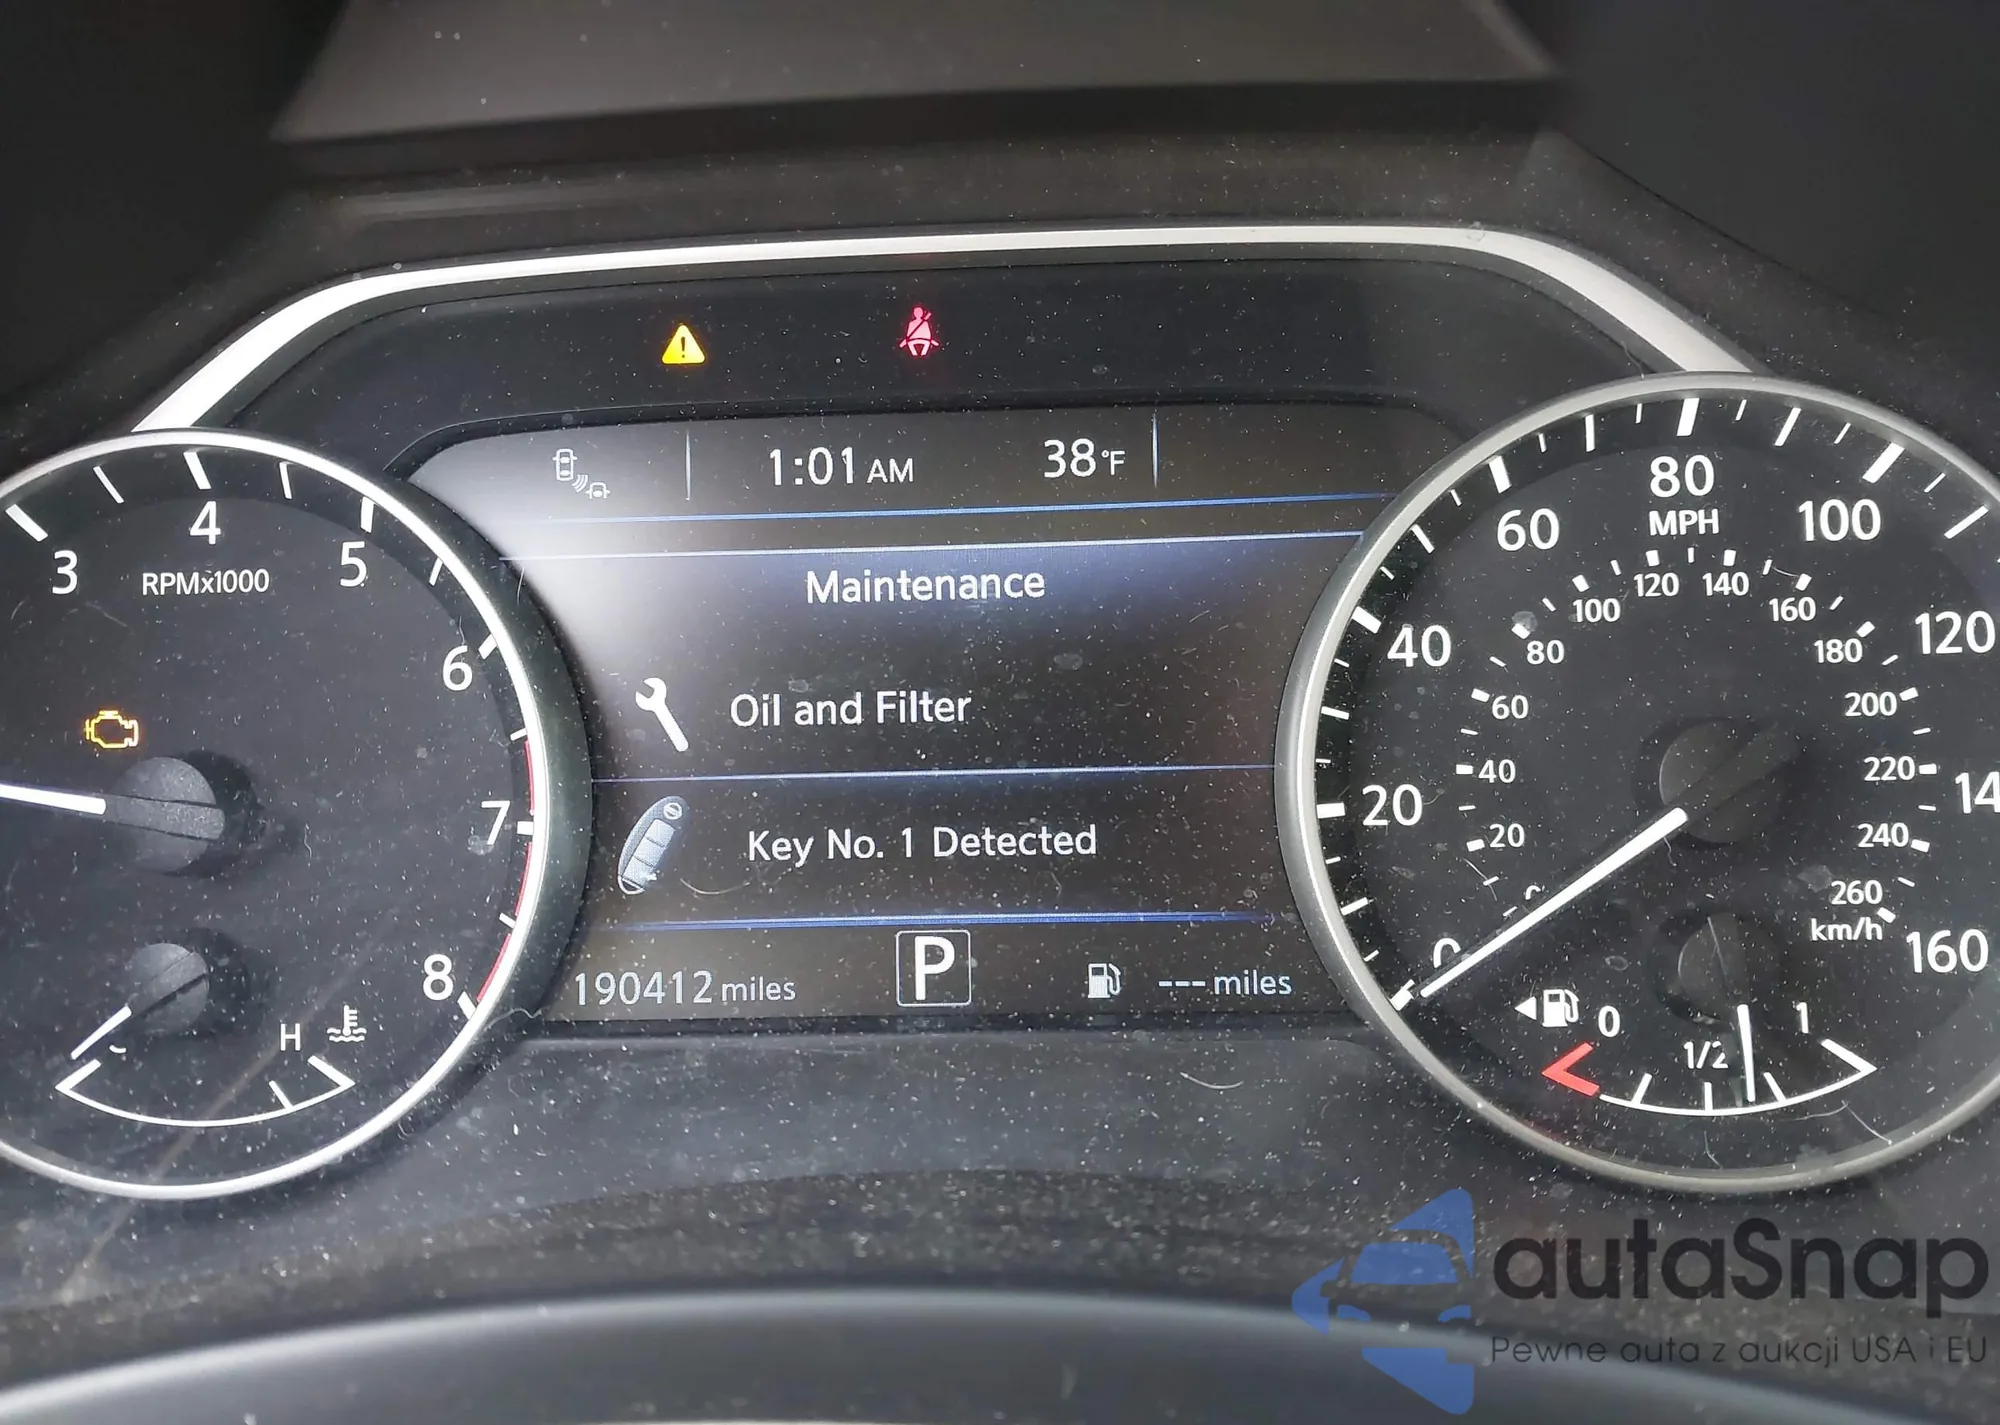 1:01 AM 38°F
Maintenance
Oil and Filter
Key No. 1 Detected
190412 miles P --- miles
3 4 5 6 7 8
RPMx1000
H
0 20 40 60 80 100 120 14 160
MPH
20 40 60 80 100 120 140 160 180 200 220 240 260
km/h
0 1/2 1
autaSnap
Pewne auta z aukcji USA i EU